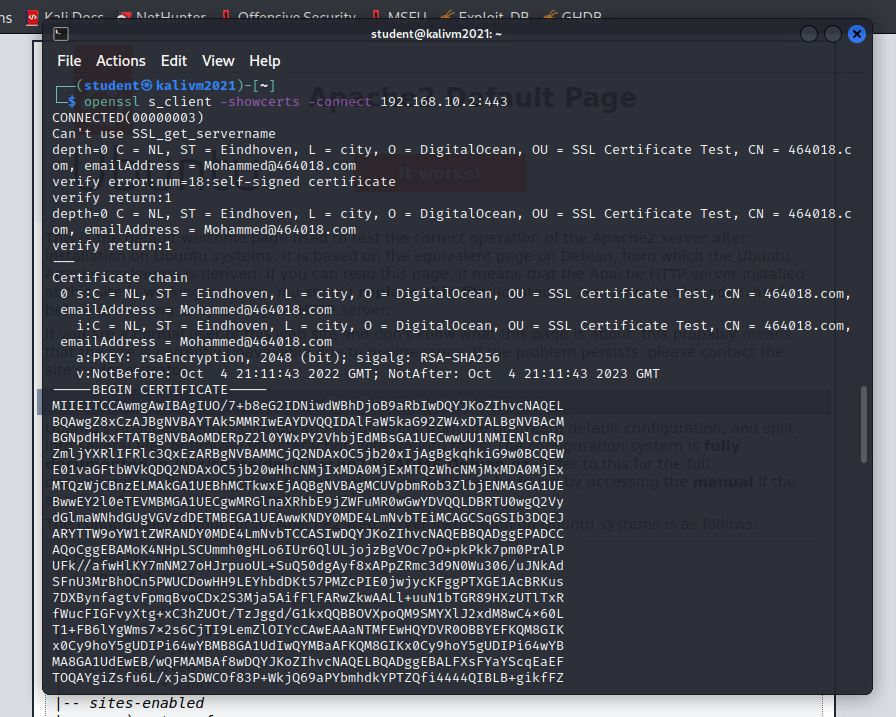 ns Kali Docs NetHunter Offensive Security MSFU Exploit-DB GHDB
student@kalivm2021: ~
File Actions Edit View Help
┌──(student㉿kalivm2021)-[~]
└─$ openssl s_client -showcerts -connect 192.168.10.2:443
CONNECTED(00000003)
Can't use SSL_get_servername
depth=0 C = NL, ST = Eindhoven, L = city, O = DigitalOcean, OU = SSL Certificate Test, CN = 464018.c
om, emailAddress = Mohammed@464018.com
verify error:num=18:self-signed certificate
verify return:1
depth=0 C = NL, ST = Eindhoven, L = city, O = DigitalOcean, OU = SSL Certificate Test, CN = 464018.c
om, emailAddress = Mohammed@464018.com
verify return:1
---
Certificate chain
0 s:C = NL, ST = Eindhoven, L = city, O = DigitalOcean, OU = SSL Certificate Test, CN = 464018.com,
emailAddress = Mohammed@464018.com
i:C = NL, ST = Eindhoven, L = city, O = DigitalOcean, OU = SSL Certificate Test, CN = 464018.com,
emailAddress = Mohammed@464018.com
a:PKEY: rsaEncryption, 2048 (bit); sigalg: RSA-SHA256
v:NotBefore: Oct 4 21:11:43 2022 GMT; NotAfter: Oct 4 21:11:43 2023 GMT
-----BEGIN CERTIFICATE-----
MIIEITCCAwmgAwIBAgIUO/7+b8eG2IDNiwdWBhDjoB9aRbIwDQYJKoZIhvcNAQEL
BQAwgZ8xCzAJBgNVBAYTAk5MMRIwEAYDVQQIDAlFaW5kaG92ZW4xDTALBgNVBAcM
BGNpdHkxFTATBgNVBAoMDERpZ2l0YWxPY2VhbjEdMBsGA1UECwwUU1NMIENlcnRp
ZmljYXRlIFRlc3QxEzARBgNVBAMMCjQ2NDAxOC5jb20xIjAgBgkqhkiG9w0BCQEW
E01vaGFtbWVkQDQ2NDAxOC5jb20wHhcNMjIxMDA0MjExMTQzWhcNMjMxMDA0MjEx
MTQzWjCBnzELMAkGA1UEBhMCTkwxEjAQBgNVBAgMCUVpbmRob3ZlbjENMAsGA1UE
BwwEY2l0eTEVMBMGA1UECgwMRGlnaXRhbE9jZWFuMR0wGwYDVQQLDBRTU0wgQ2Vy
dGlmaWNhdGUgVGVzdDETMBEGA1UEAwwKNDY0MDE4LmNvbTEiMCAGCSqGSIb3DQEJ
ARYTTW9oYW1tZWRANDY0MDE4LmNvbTCCASIwDQYJKoZIhvcNAQEBBQADggEPADCC
AQoCggEBAMoK4NHpLSCUmmh0gHLo6IUr6QlULjojzBgVOc7pO+pkPkk7pm0PrAlP
UFk//afwHlKY7mNM27oHJrpuoUL+SuQ50dgAyf8xAPpZRmc3d9N0Wu306/uJNkAd
SFnU3MrBhOCn5PWUCDowHH9LEYhbdDKt57PMZcPIE0jwjycKFggPTXGE1AcBRKus
7DXBynfagtvFpmqBvoCDx2S3Mja5AifFlFARwZkwAALl+uuN1bTGR89HXzUTlTxR
fWucFIGFvyXtg+xC3hZUOt/TzJggd/G1kxQQBBOVXpoQM9SMYXlJ2xdM8wC4x60L
T1+FB6lYgWms7x2s6CjTI9LemZlOIYcCAwEAAaNTMFEwHQYDVR0OBBYEFKQM8GIK
x0Cy9hoY5gUDIPi64wYBMB8GA1UdIwQYMBaAFKQM8GIKx0Cy9hoY5gUDIPi64wYB
MA8GA1UdEwEB/wQFMAMBAf8wDQYJKoZIhvcNAQELBQADggEBALFXsFYaYScqEaEF
TOQAYgiZsfu6L/xjaSDWCOf83P+WkjQ69aPYbmhdkYPTZQfi4444QIBLB+gikfFZ
|-- sites-enabled